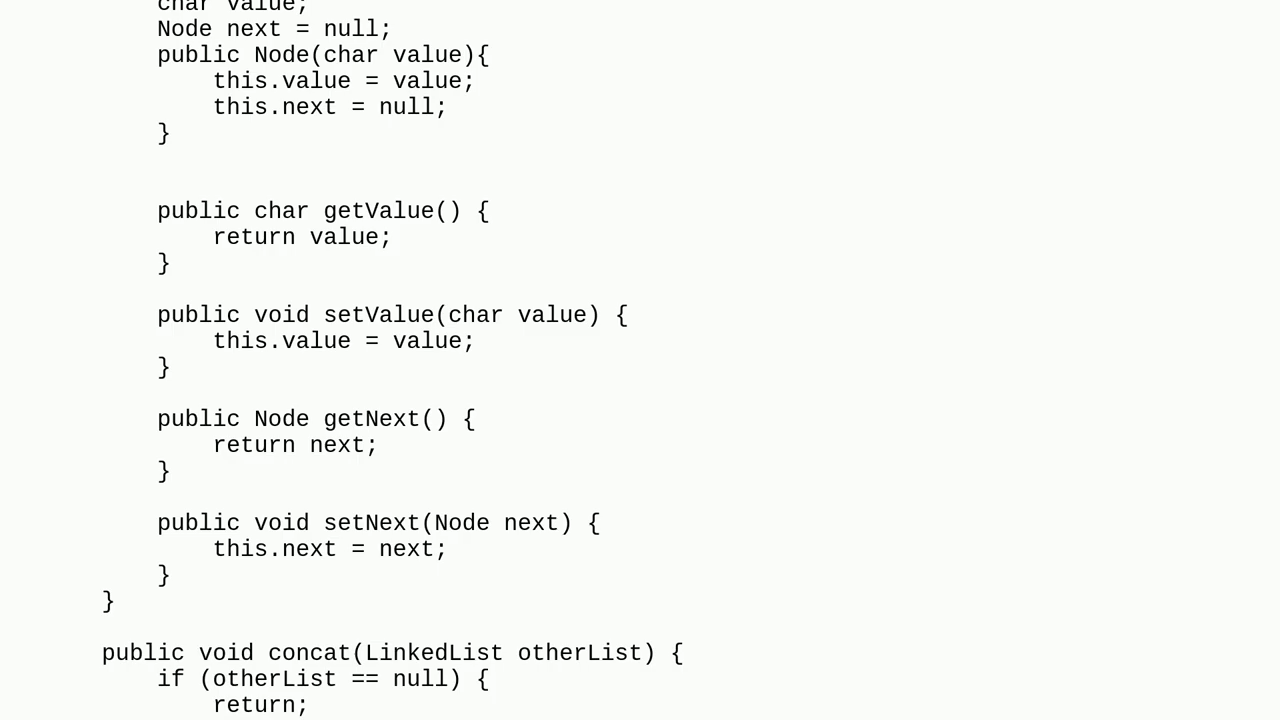 char value;
Node next = null;
public Node(char value){
this.value = value;
this.next = null;
}
public char getValue() {
return value;
}
public void setValue(char value) {
this.value = value;
}
public Node getNext() {
return next;
}
public void setNext(Node next) {
this.next = next;
}
}
public void concat(LinkedList otherList) {
if (otherList == null) {
return;